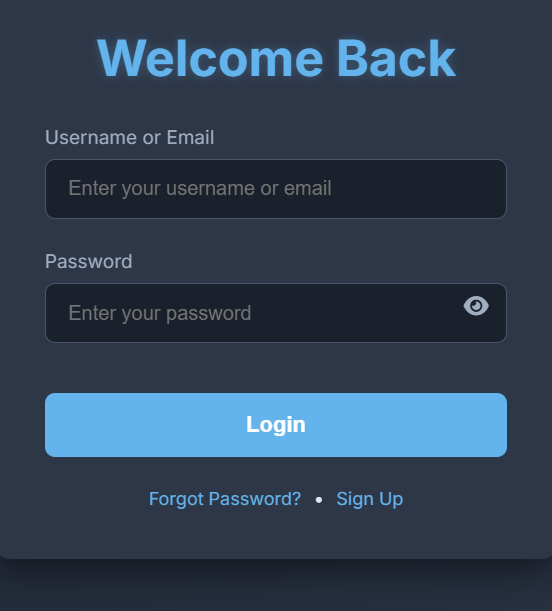 Welcome Back
Username or Email
Enter your username or email
Password
Enter your password
Login
Forgot Password? • Sign Up